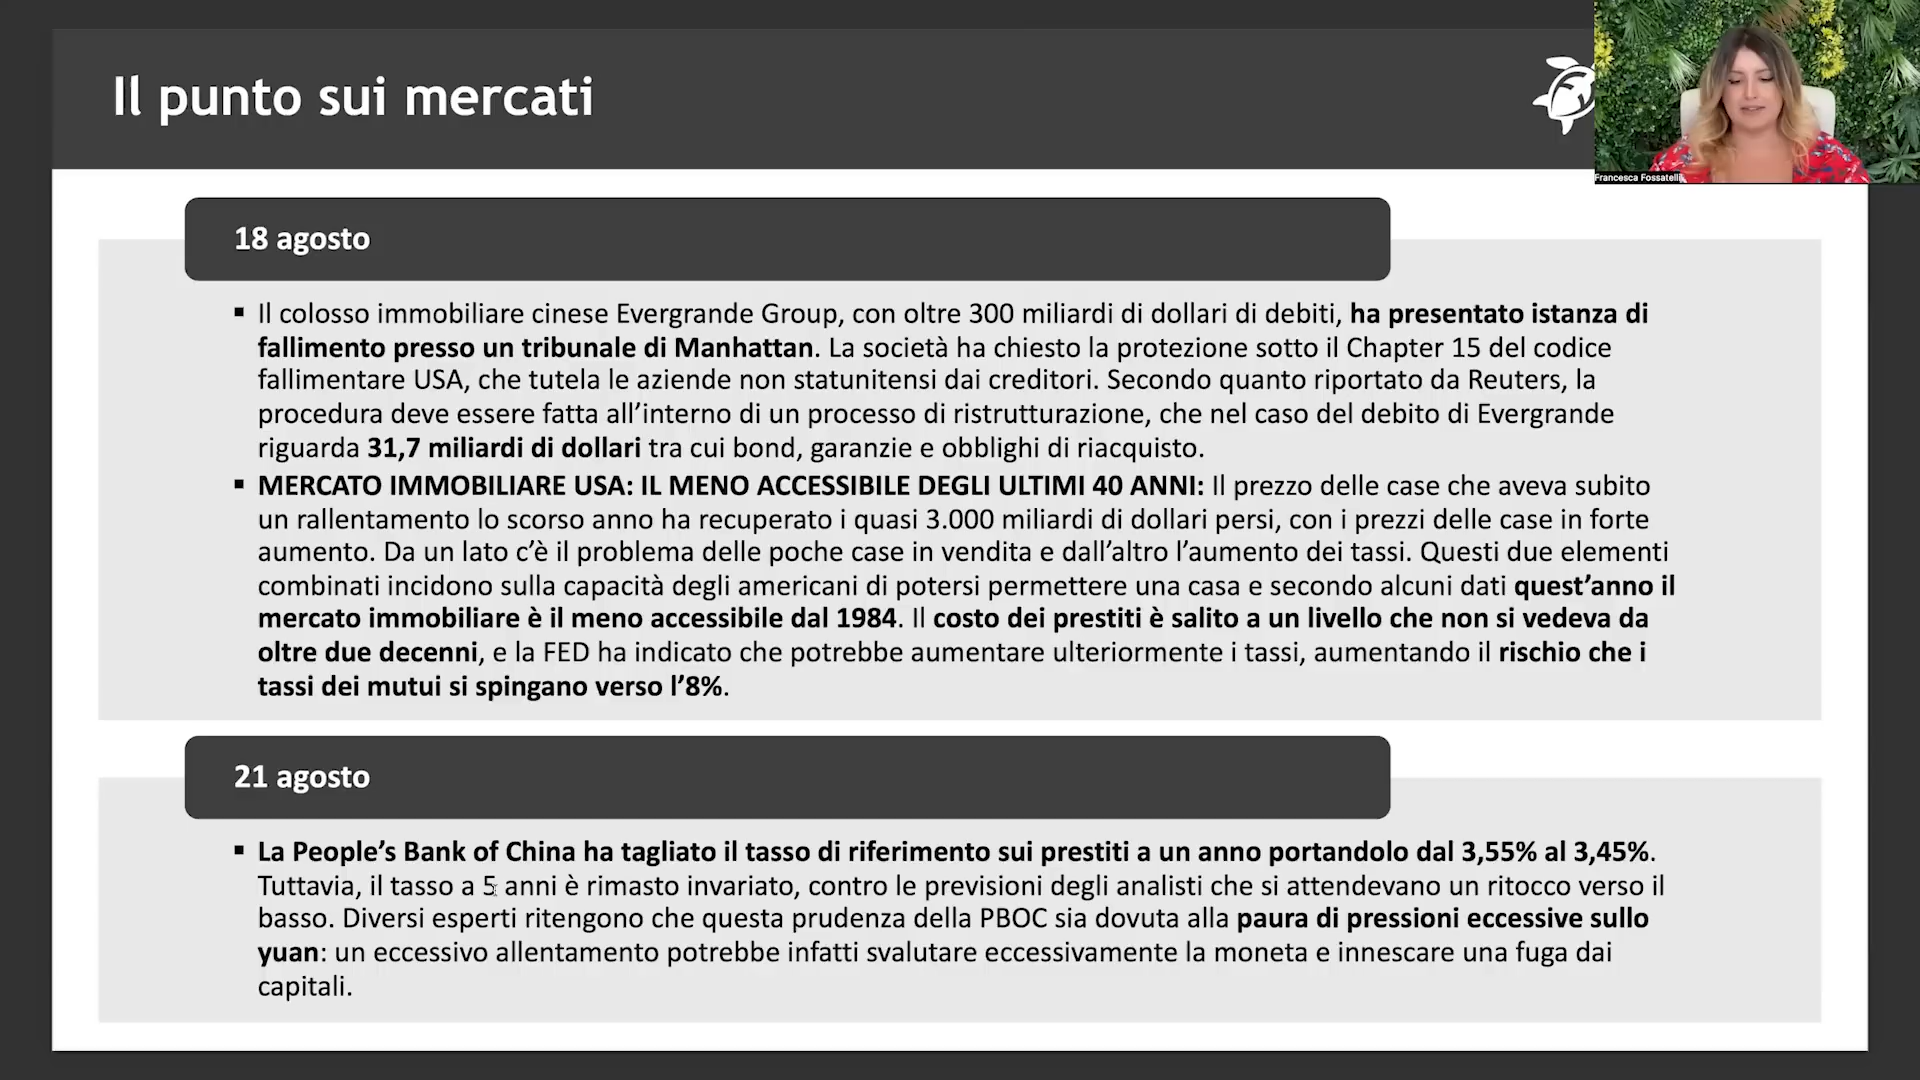 Il punto sui mercati
Francesca Fossatelli
18 agosto
▪ Il colosso immobiliare cinese Evergrande Group, con oltre 300 miliardi di dollari di debiti, ha presentato istanza di
fallimento presso un tribunale di Manhattan. La società ha chiesto la protezione sotto il Chapter 15 del codice
fallimentare USA, che tutela le aziende non statunitensi dai creditori. Secondo quanto riportato da Reuters, la
procedura deve essere fatta all’interno di un processo di ristrutturazione, che nel caso del debito di Evergrande
riguarda 31,7 miliardi di dollari tra cui bond, garanzie e obblighi di riacquisto.
▪ MERCATO IMMOBILIARE USA: IL MENO ACCESSIBILE DEGLI ULTIMI 40 ANNI: Il prezzo delle case che aveva subito
un rallentamento lo scorso anno ha recuperato i quasi 3.000 miliardi di dollari persi, con i prezzi delle case in forte
aumento. Da un lato c’è il problema delle poche case in vendita e dall’altro l’aumento dei tassi. Questi due elementi
combinati incidono sulla capacità degli americani di potersi permettere una casa e secondo alcuni dati quest’anno il
mercato immobiliare è il meno accessibile dal 1984. Il costo dei prestiti è salito a un livello che non si vedeva da
oltre due decenni, e la FED ha indicato che potrebbe aumentare ulteriormente i tassi, aumentando il rischio che i
tassi dei mutui si spingano verso l’8%.
21 agosto
▪ La People’s Bank of China ha tagliato il tasso di riferimento sui prestiti a un anno portandolo dal 3,55% al 3,45%.
Tuttavia, il tasso a 5 anni è rimasto invariato, contro le previsioni degli analisti che si attendevano un ritocco verso il
basso. Diversi esperti ritengono che questa prudenza della PBOC sia dovuta alla paura di pressioni eccessive sullo
yuan: un eccessivo allentamento potrebbe infatti svalutare eccessivamente la moneta e innescare una fuga dai
capitali.